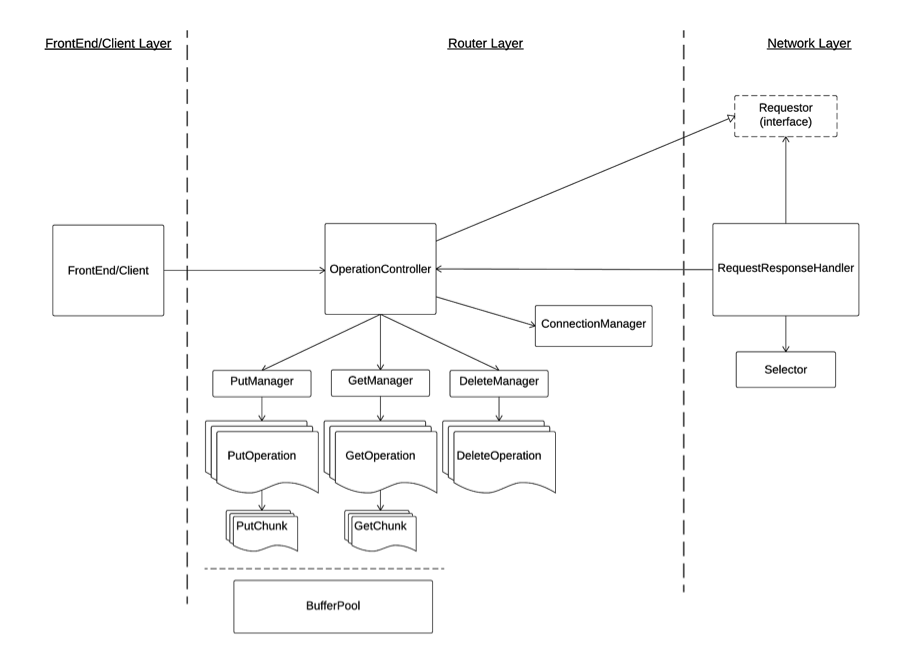 FrontEnd/Client Layer
Router Layer
Network Layer
Requestor
(interface)
FrontEnd/Client
OperationController
RequestResponseHandler
ConnectionManager
Selector
PutManager
GetManager
DeleteManager
PutOperation
GetOperation
DeleteOperation
PutChunk
GetChunk
BufferPool